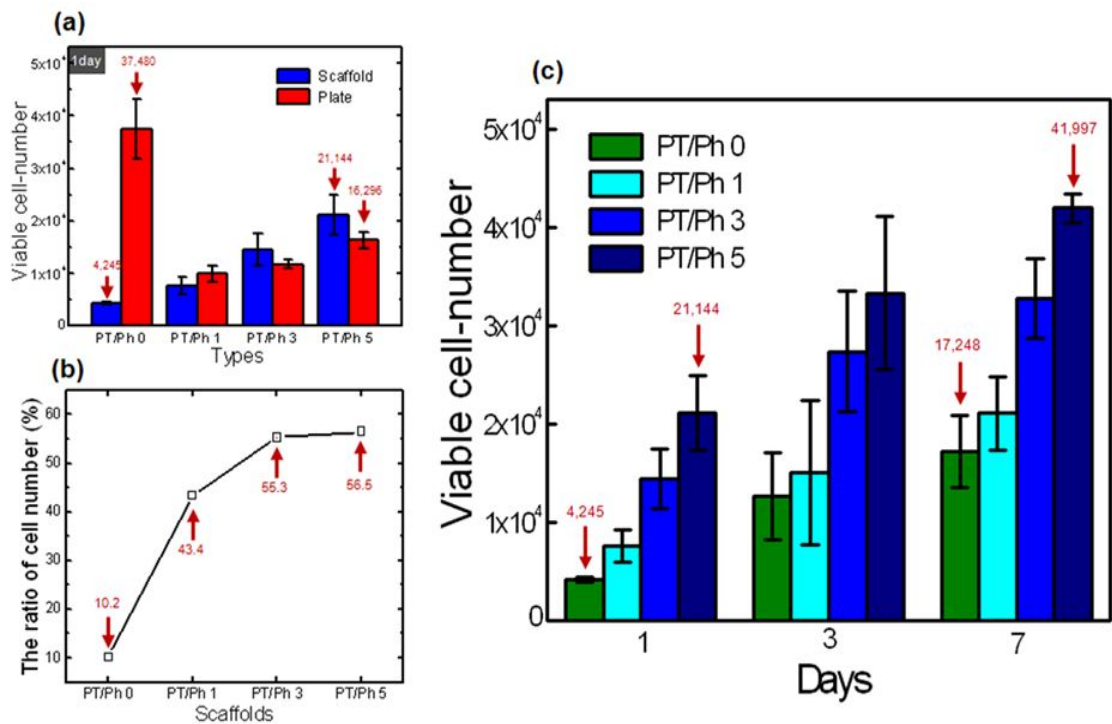 (a)
1day
37,480
Scaffold
Plate
5x10⁴
4x10⁴
3x10⁴
2x10⁴
1x10⁴
0
Viable cell-number
4,245
21,144
16,296
PT/Ph 0 PT/Ph 1 PT/Ph 3 PT/Ph 5
Types
(b)
The ratio of cell number (%)
60
50
40
30
20
10
10.2
43.4
55.3
56.5
PT/Ph 0 PT/Ph 1 PT/Ph 3 PT/Ph 5
Scaffolds
(c)
Viable cell-number
5x10⁴
4x10⁴
3x10⁴
2x10⁴
1x10⁴
0
PT/Ph 0
PT/Ph 1
PT/Ph 3
PT/Ph 5
4,245
21,144
17,248
41,997
1 3 7
Days